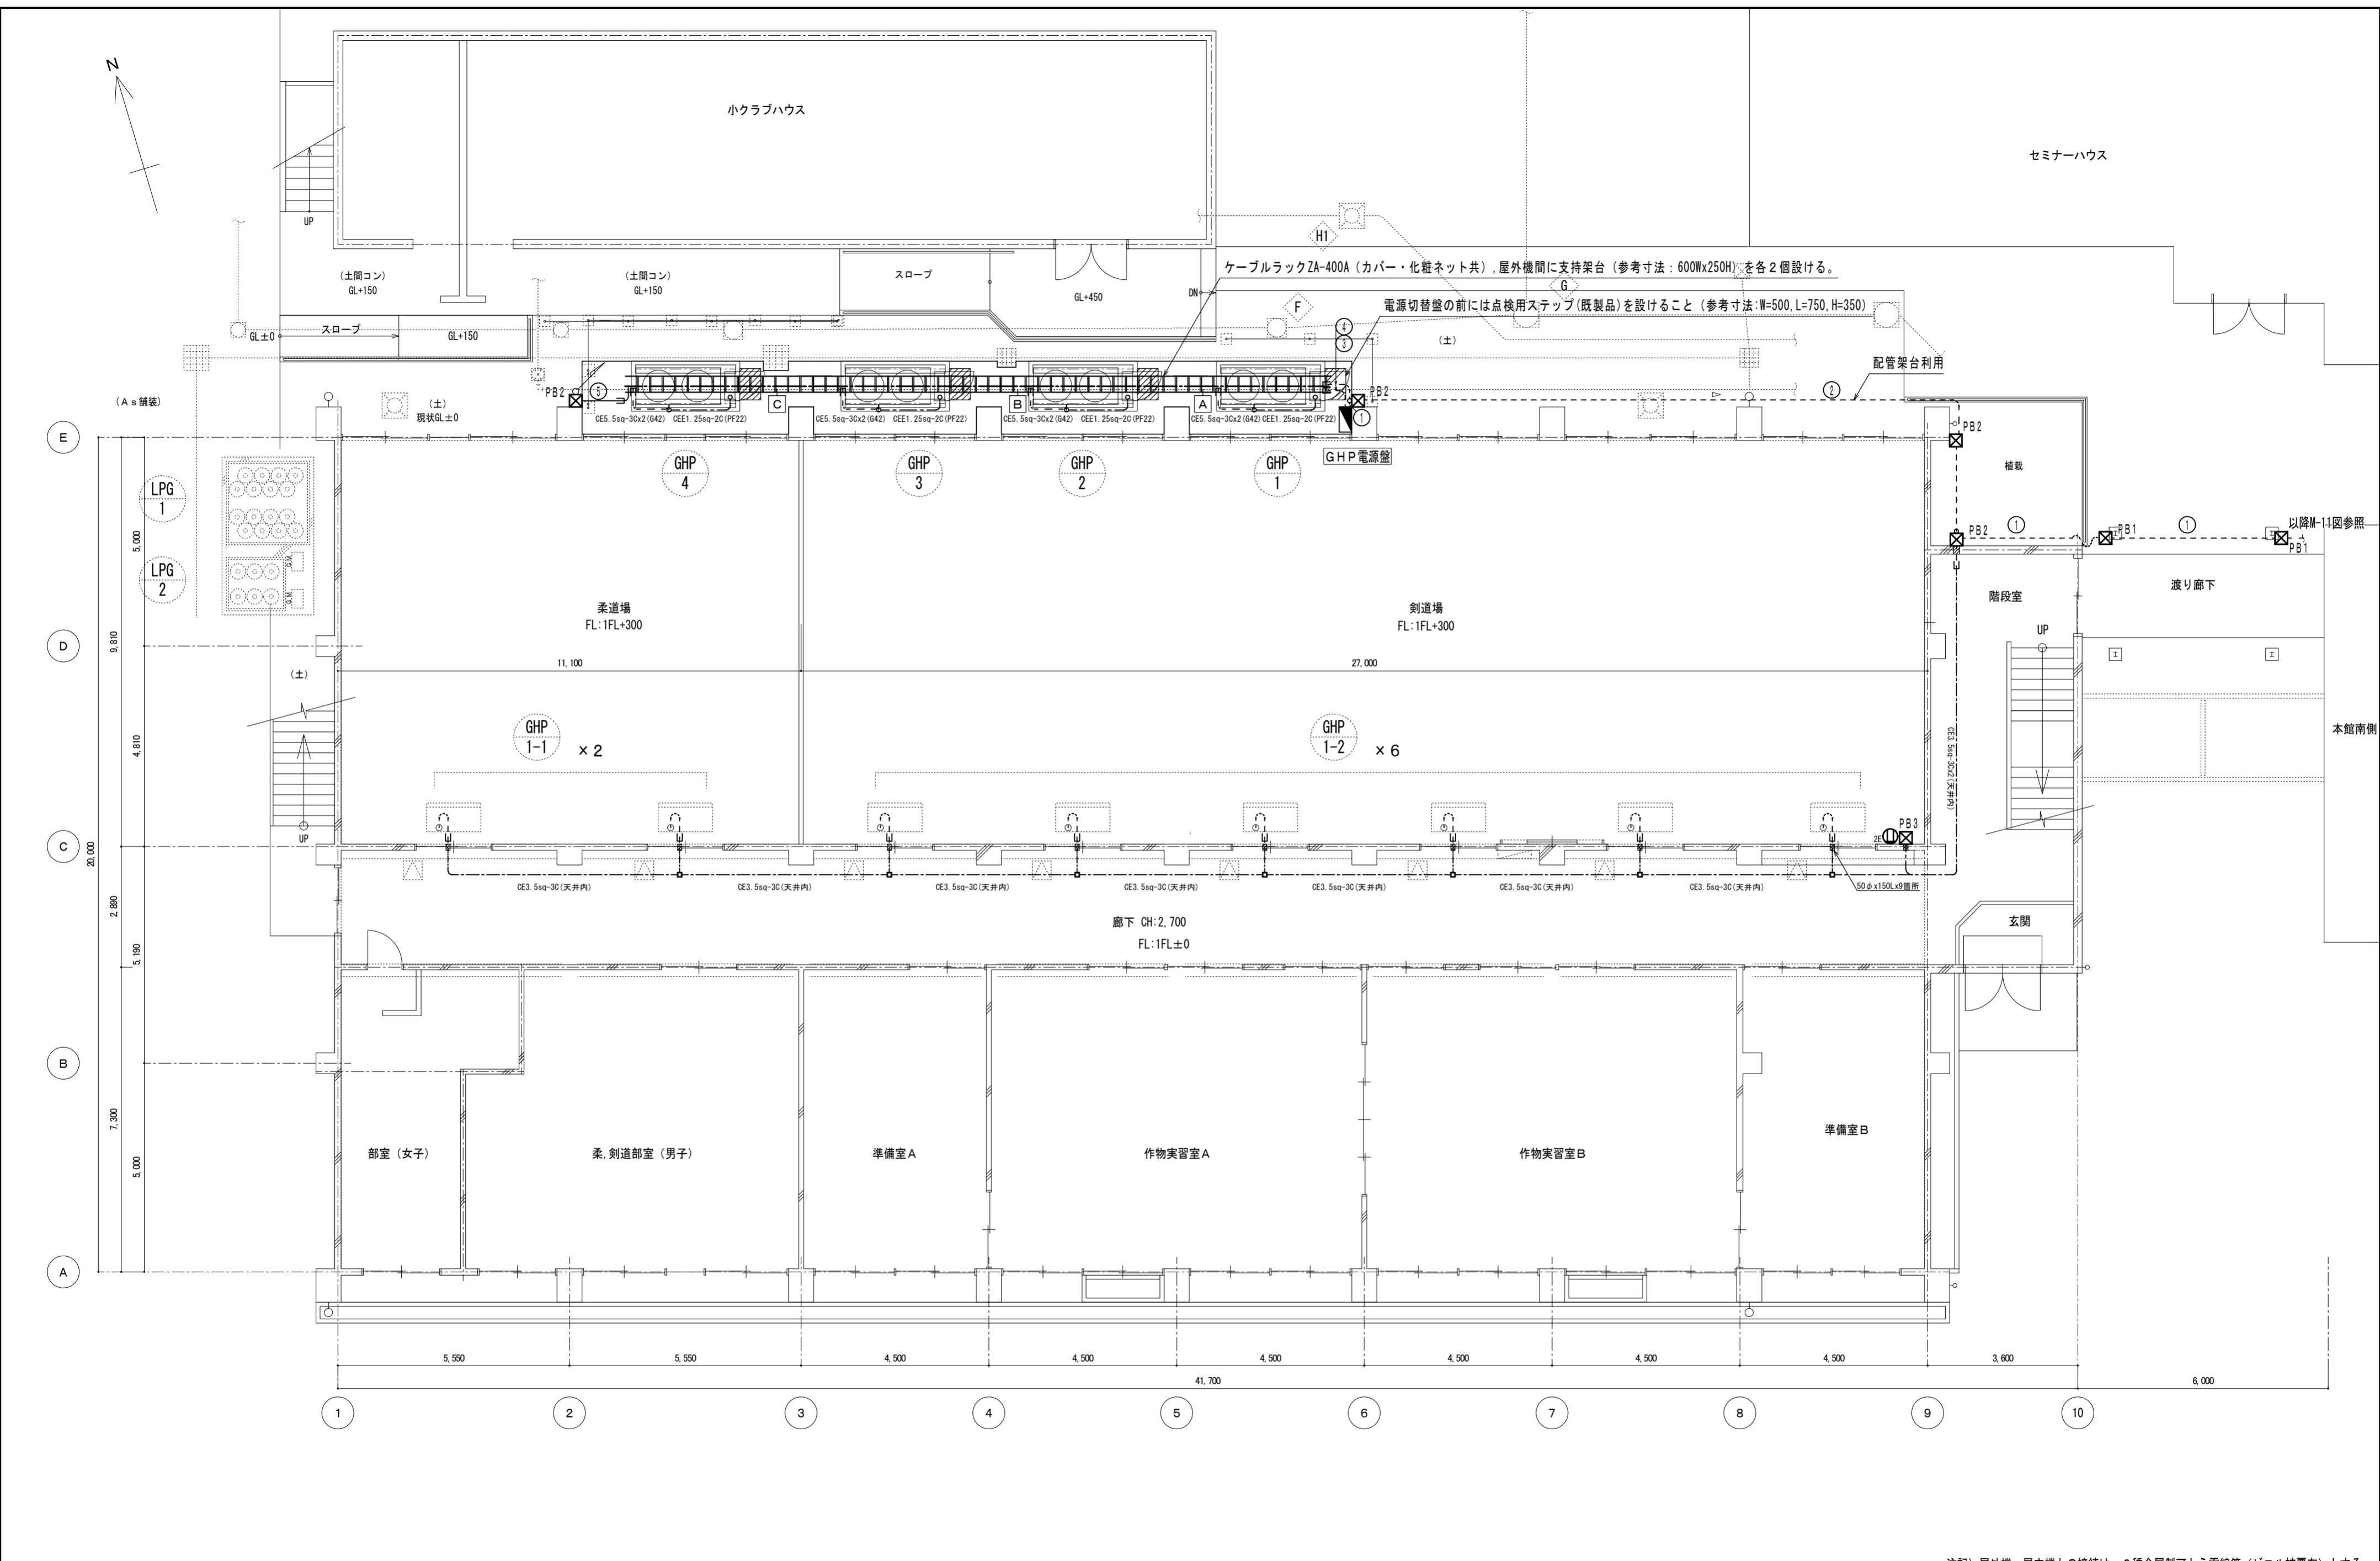 N
小クラブハウス
セミナーハウス
UP
H1
(土間コン)
GL+150
(土間コン)
GL+150
スロープ
GL+450
DN
ケーブルラックZA-400A（カバー・化粧ネット共）,屋外機間に支持架台（参考寸法：600Wx250H）を各２個設ける。
G
F
電源切替盤の前には点検用ステップ(既製品)を設けること（参考寸法:W=500,L=750,H=350）
GL±0
スロープ
GL+150
④
③
(土)
配管架台利用
(Ａｓ舗装)
(土)
現状GL±0
PB2
⑤
C
B
A
PB2
①
②
CE5.5sq-3Cx2(G42)
CEE1.25sq-2C(PF22)
CE5.5sq-3Cx2(G42)
CEE1.25sq-2C(PF22)
CE5.5sq-3Cx2(G42)
CEE1.25sq-2C(PF22)
CE5.5sq-3Cx2(G42)
CEE1.25sq-2C(PF22)
E
PB2
ＧＨＰ電源盤
GHP
4
GHP
3
GHP
2
GHP
1
植栽
LPG
1
G.M
LPG
2
G.M
5,000
PB2
①
PB1
①
PB1
以降M-11図参照
階段室
渡り廊下
柔道場
FL:1FL+300
剣道場
FL:1FL+300
UP
D
9,810
11,100
27,000
(土)
本館南側
GHP
1-1
×2
GHP
1-2
×6
4,810
CE3.5sq-3Cx2(天井内)
UP
2E
PB3
C
20,000
CE3.5sq-3C(天井内)
CE3.5sq-3C(天井内)
CE3.5sq-3C(天井内)
CE3.5sq-3C(天井内)
CE3.5sq-3C(天井内)
CE3.5sq-3C(天井内)
CE3.5sq-3C(天井内)
50φx150Lx9箇所
2,890
廊下 CH:2,700
FL:1FL±0
玄関
5,190
B
7,300
5,000
部室（女子）
柔,剣道部室（男子）
準備室Ａ
作物実習室Ａ
作物実習室Ｂ
準備室Ｂ
A
5,550
5,550
4,500
4,500
4,500
4,500
4,500
4,500
3,600
41,700
6,000
1
2
3
4
5
6
7
8
9
10